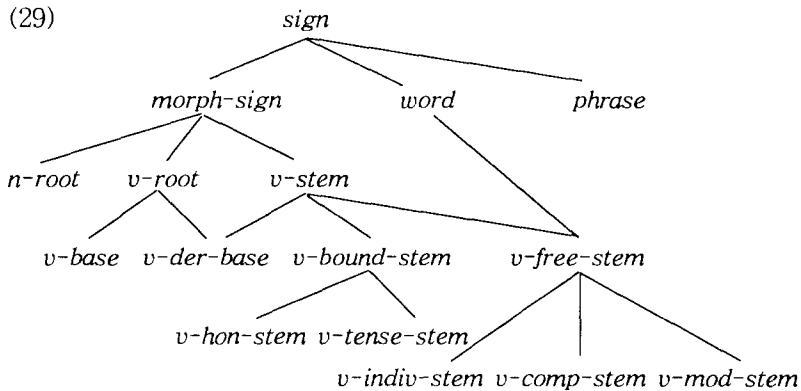 (29)
sign
morph-sign word phrase
n-root v-root v-stem
v-base v-der-base v-bound-stem v-free-stem
v-hon-stem v-tense-stem
v-indiv-stem v-comp-stem v-mod-stem